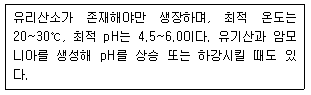 유리산소가 존재해야만 생장하며, 최적 온도는
20~30℃, 최적 pH는 4.5~6.0이다. 유기산과 암모
니아를 생성해 pH를 상승 또는 하강시킬 때도 있
다.